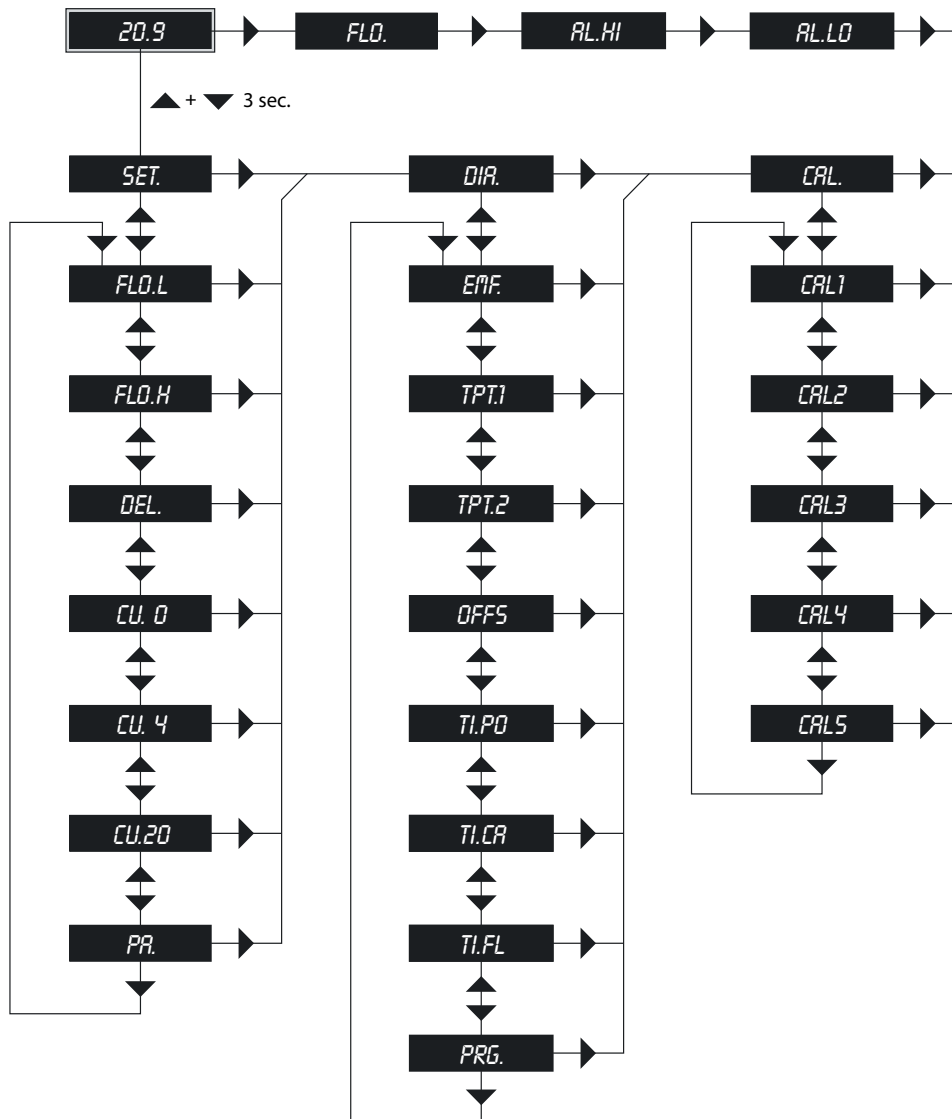 20.9 FLO. AL.HI AL.LO
+ 3 sec.
SET. DIA. CAL.
FLO.L EMF. CAL1
FLO.H TPT.1 CAL2
DEL. TPT.2 CAL3
CU. 0 OFFS CAL4
CU. 4 TI.PO CAL5
CU.20 TI.CA
PA. TI.FL
PRG.